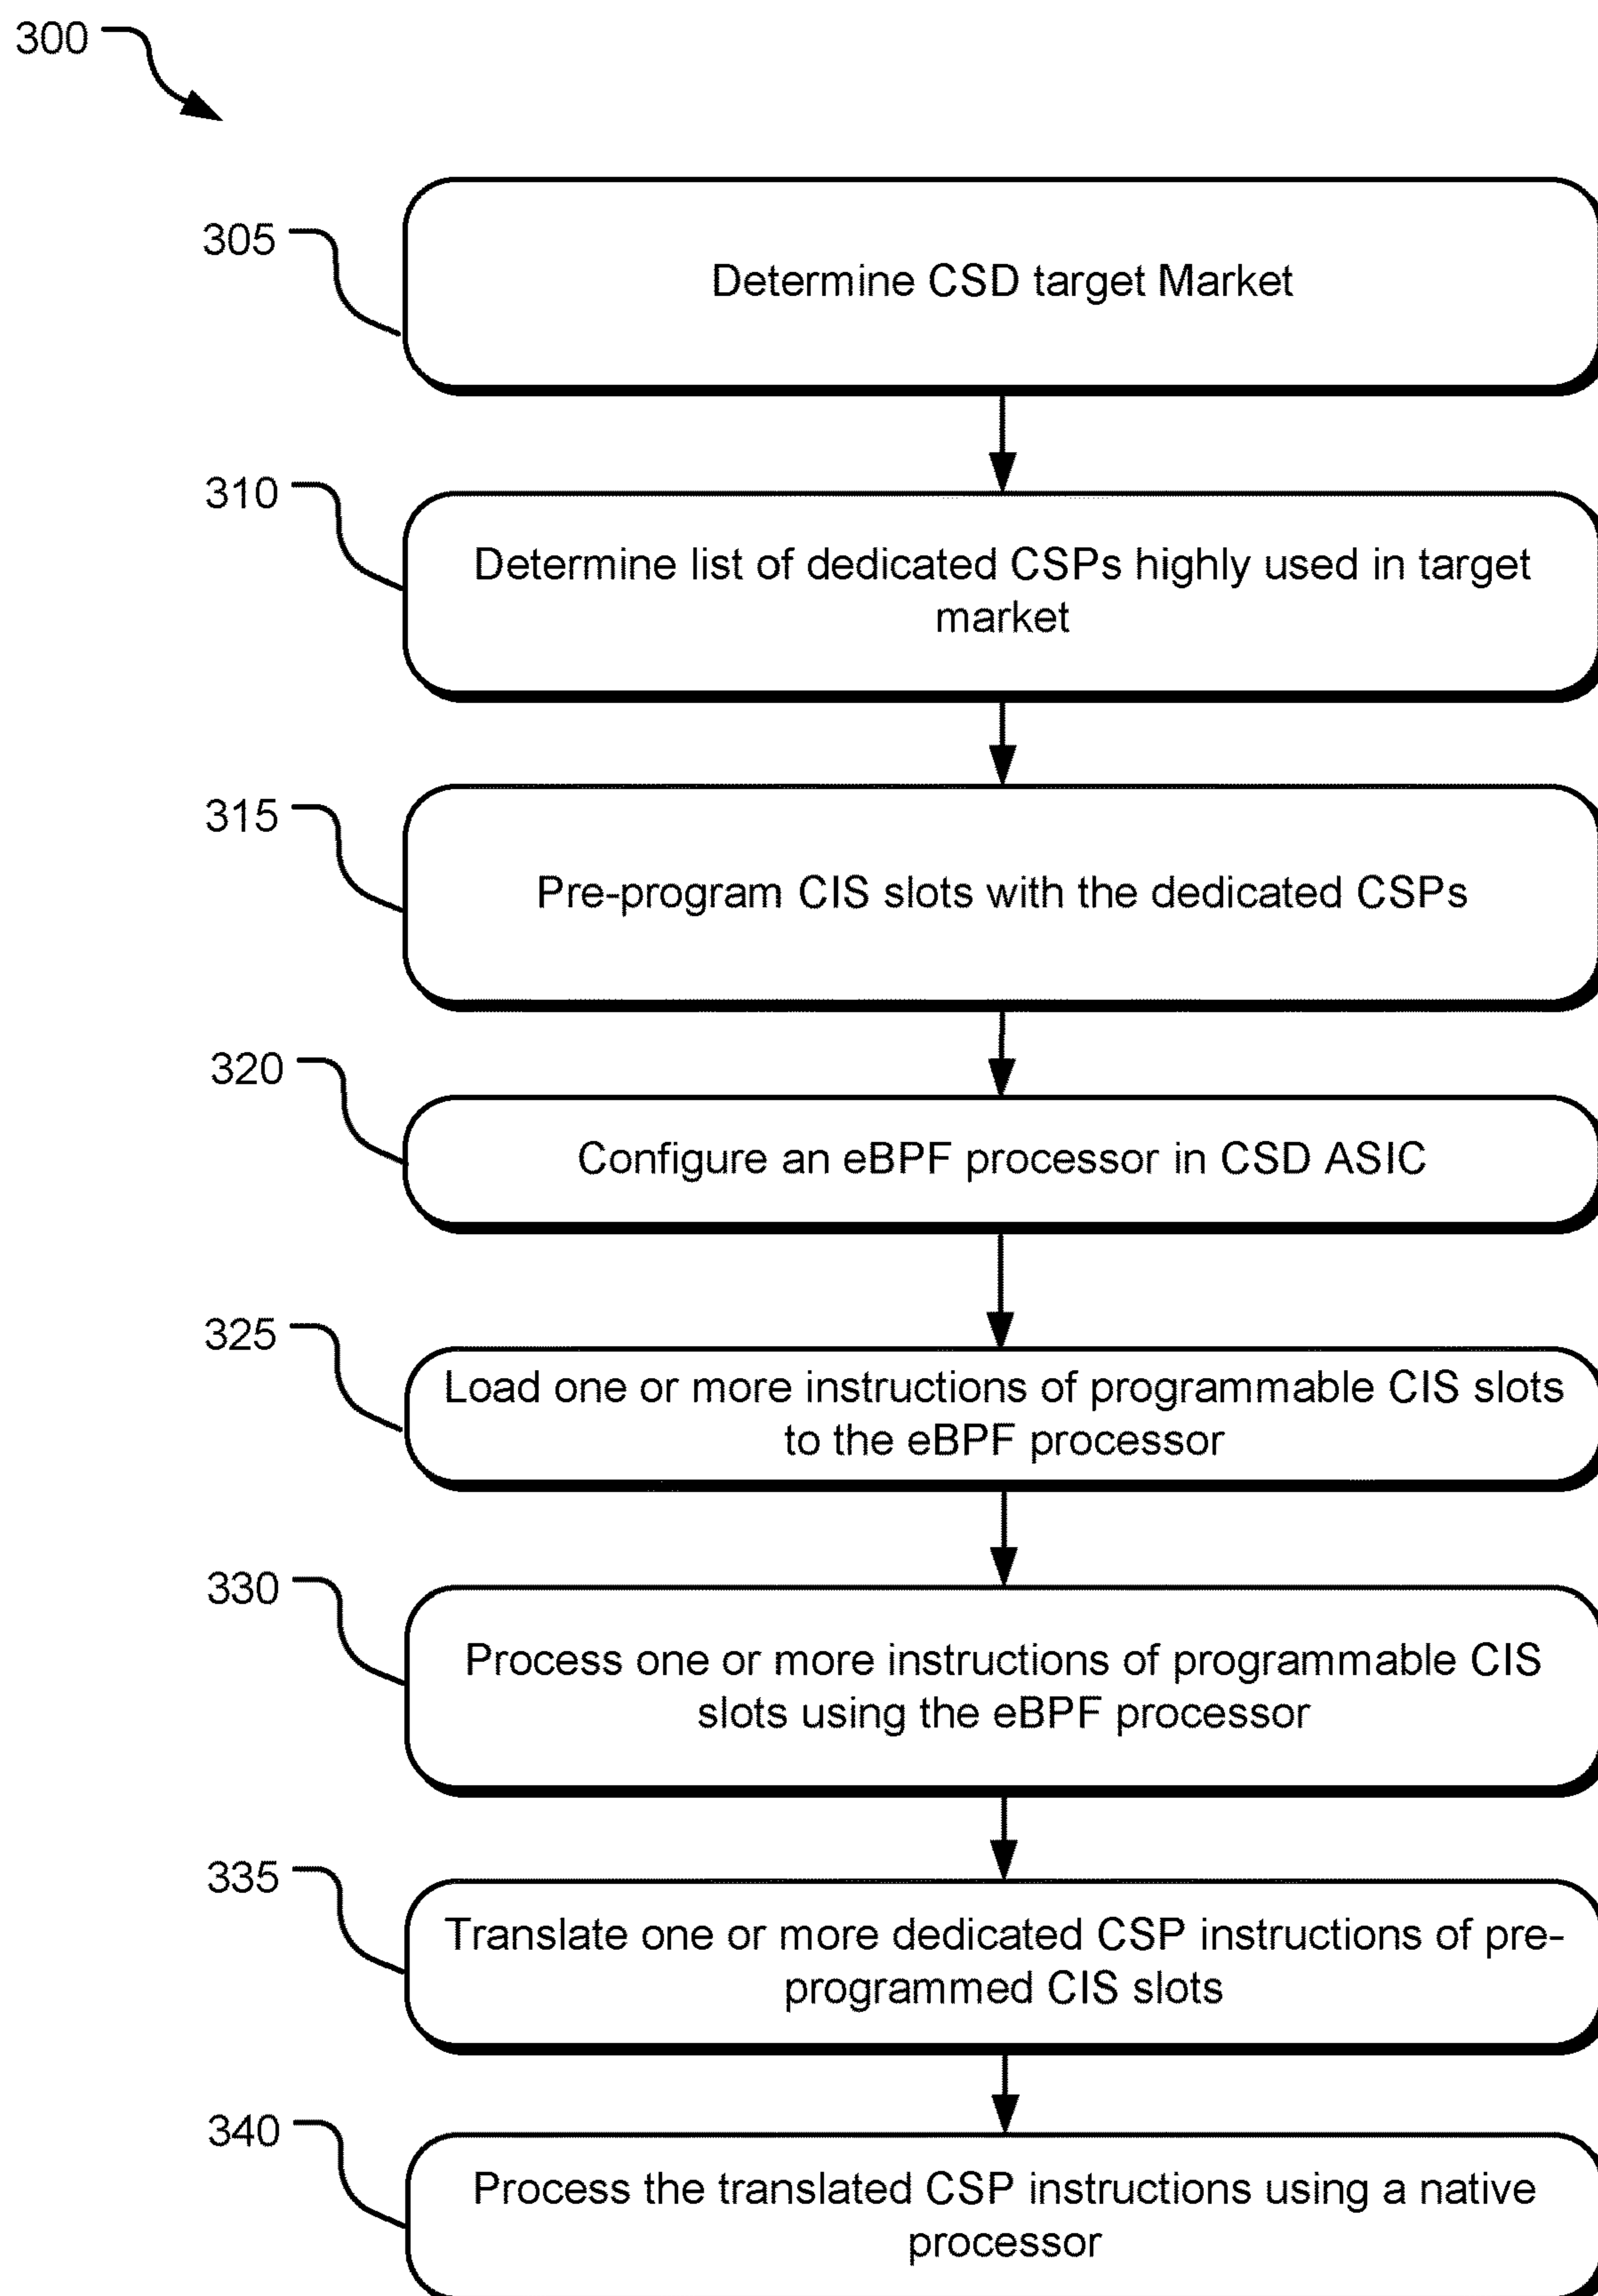 300
305
Determine CSD target Market
310
Determine list of dedicated CSPs highly used in target
market
315
Pre-program CIS slots with the dedicated CSPs
320
Configure an eBPF processor in CSD ASIC
325
Load one or more instructions of programmable CIS slots
to the eBPF processor
330
Process one or more instructions of programmable CIS
slots using the eBPF processor
335
Translate one or more dedicated CSP instructions of pre-
programmed CIS slots
340
Process the translated CSP instructions using a native
processor